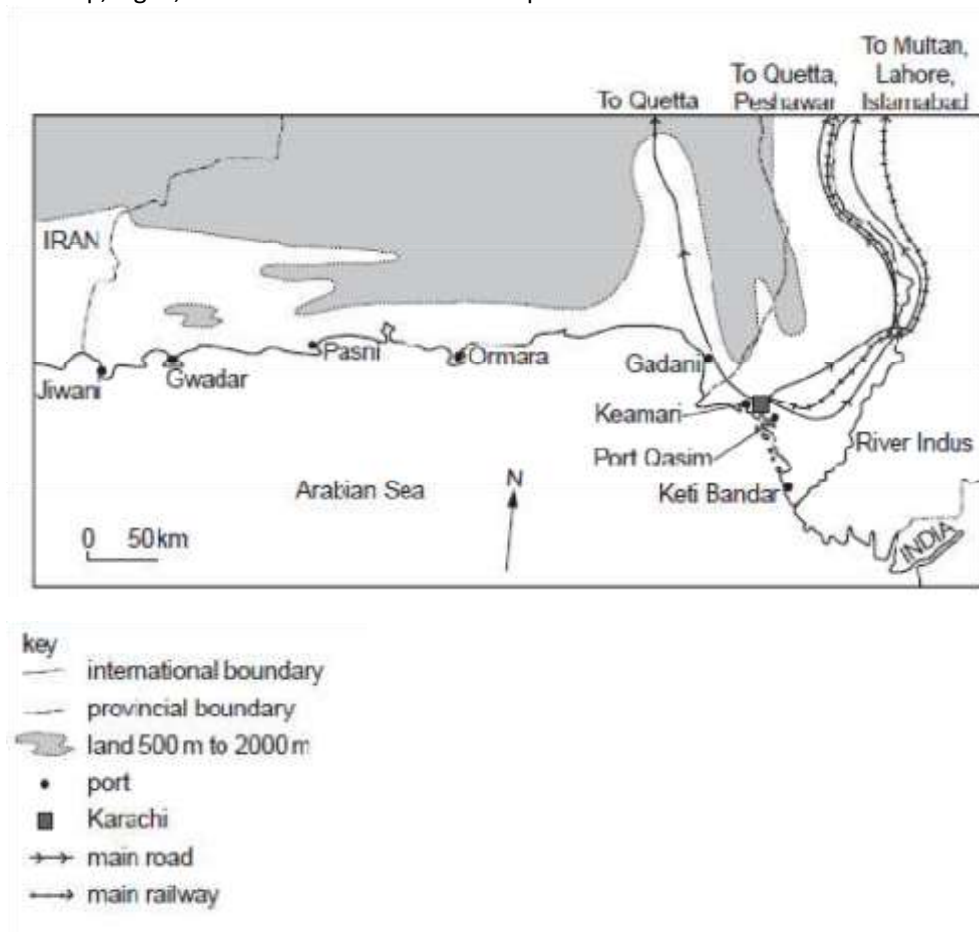 To Multan,
Lahore,
Islamabad
To Quetta,
Peshawar
To Quetta
IRAN
Jiwani
Gwadar
Pasni
Ormara
Gadani
Keamari
Port Qasim
Keti Bandar
River Indus
Arabian Sea
N
INDIA
0 50 km
key
international boundary
provincial boundary
land 500 m to 2000 m
port
Karachi
main road
main railway